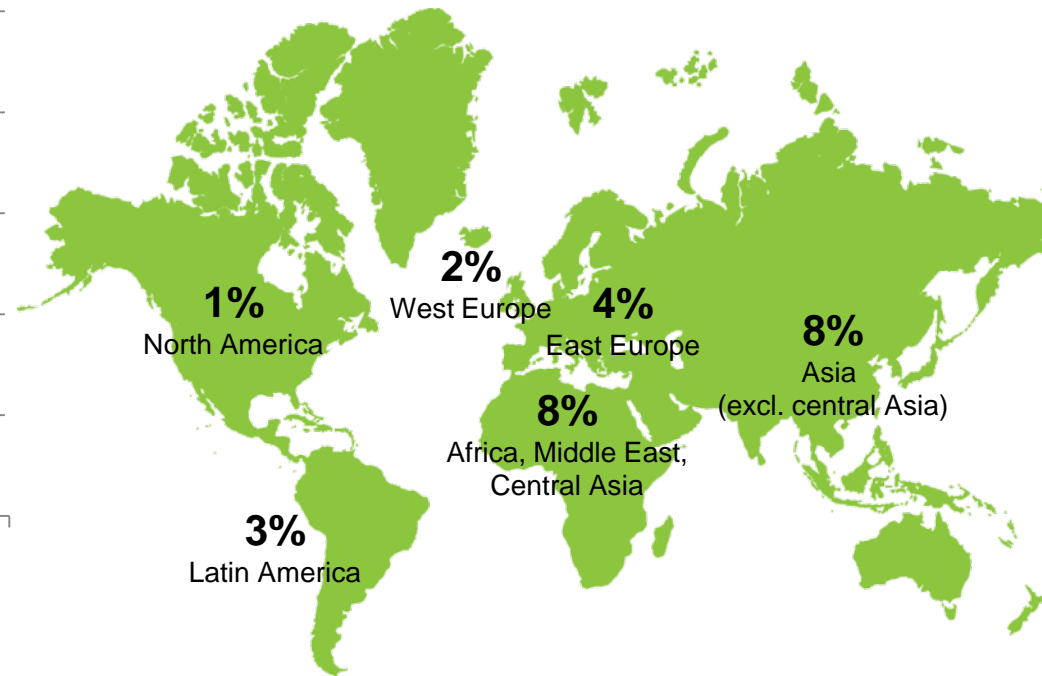 2%
West Europe
1%
North America
4%
East Europe
8%
Asia
(excl. central Asia)
8%
Africa, Middle East,
Central Asia
3%
Latin America